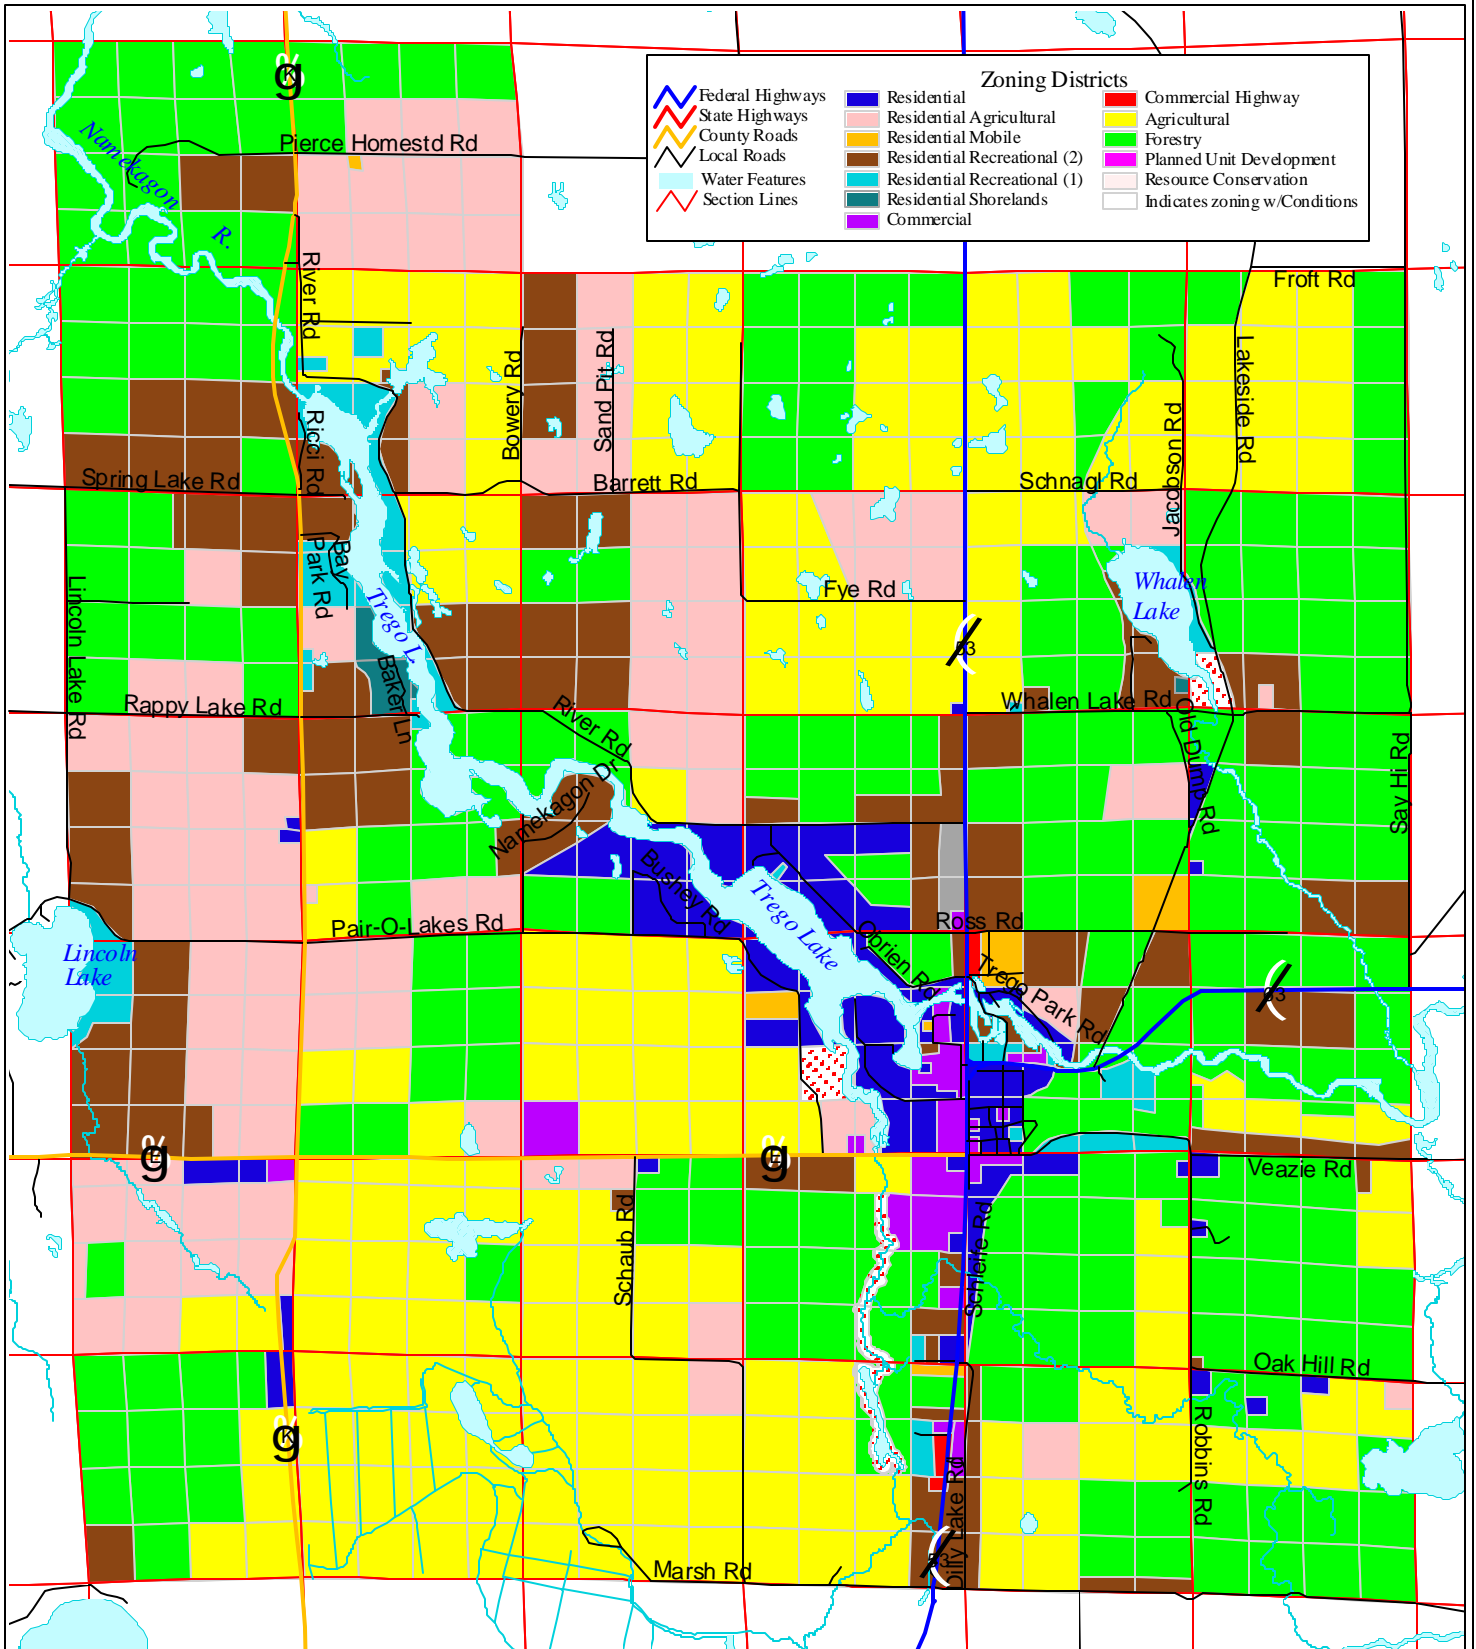 Zoning Districts
Federal Highways
State Highways
County Roads
Local Roads
Water Features
Section Lines
Residential
Residential Agricultural
Residential Mobile
Residential Recreational (2)
Residential Recreational (1)
Residential Shorelands
Commercial
Commercial Highway
Agricultural
Forestry
Planned Unit Development
Resource Conservation
Indicates zoning w/Conditions
K
Namekagon
R.
Pierce Homestd Rd
River Rd
Froft Rd
Bowery Rd
Sand Pit Rd
Lakeside Rd
Jacobson Rd
Ricci Rd
Spring Lake Rd
Barrett Rd
Schnagl Rd
Bay
Park Rd
Trego L.
Fye Rd
Whalen
Lake
Lincoln Lake Rd
53
Baker Ln
Rappy Lake Rd
River Rd
Whalen Lake Rd
Old Dump Rd
Say Hi Rd
Namekagon Dr
Bushey Rd
Trego Lake
Pair-O-Lakes Rd
Obrien Rd
Ross Rd
Lincoln
Lake
Trego Park Rd
63
g
g
Veazie Rd
Schaub Rd
Schleife Rd
Oak Hill Rd
K
Robbins Rd
Dilly Lake Rd
53
Marsh Rd